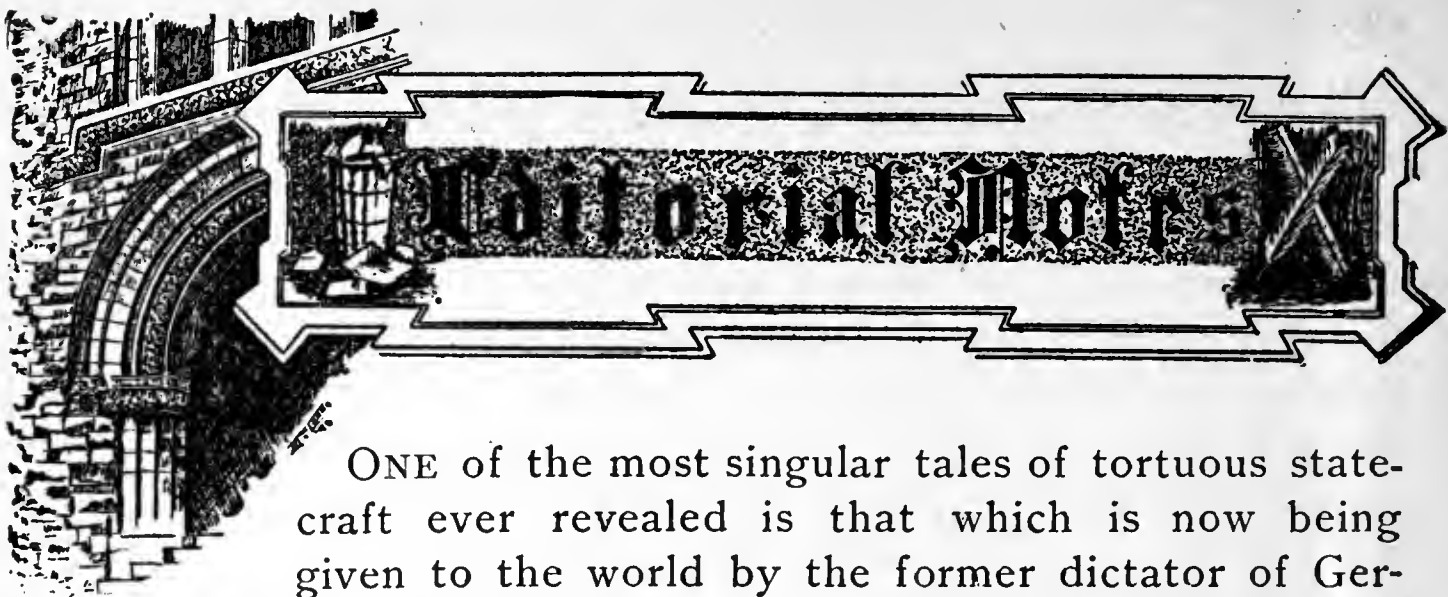 Editorial Notes
ONE of the most singular tales of tortuous state-
craft ever revealed is that which is now being
given to the world by the former dictator of Ger-